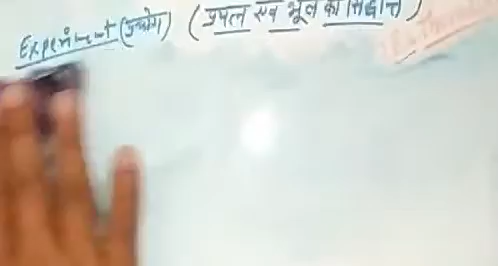 Experiment (प्रयोग) (प्रयत्न एवं भूल का सिद्धान्त)